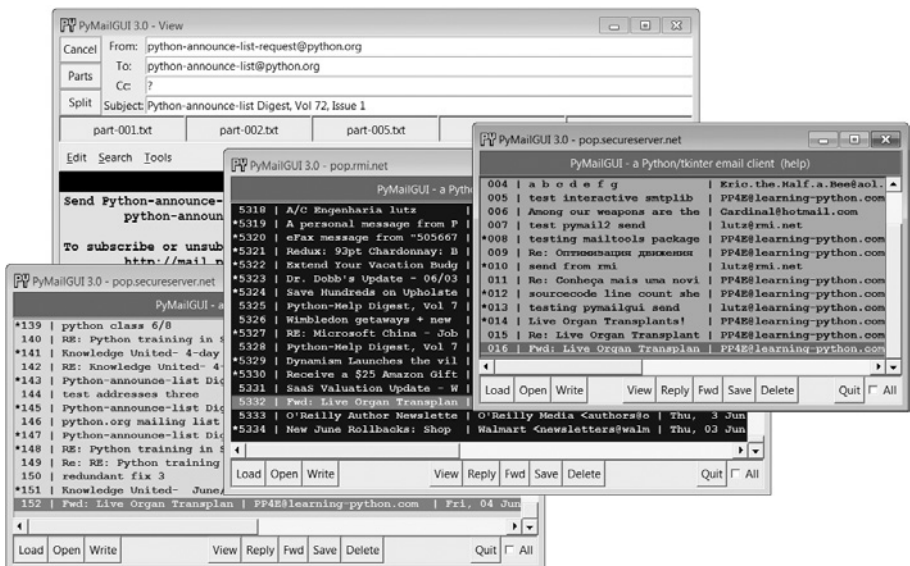 PyMailGUI 3.0 - View
Cancel From: python-announce-list-request@python.org
Parts To: python-announce-list@python.org
Cc: ?
Split Subject: Python-announce-list Digest, Vol 72, Issue 1
part-001.txt part-002.txt part-005.txt
Edit Search Tools
Send Python-announce-
python-announ
To subscribe or unsub
http://mail.p
PyMailGUI 3.0 - pop.secureserver.net
PyMailGUI - a Python/tkinter email client (help)
004 | a b c d e f g | Eric.the.Half.a.Bee@aol.
005 | test interactive smtplib | PP4E@learning-python.com
006 | Among our weapons are the | Cardinal@hotmail.com
007 | test pymail2 send | lutz@rmi.net
*008 | testing mailtools package | PP4E@learning-python.com
009 | Re: Оптимизация движения | PP4E@learning-python.com
*010 | send from rmi | lutz@rmi.net
011 | Re: Conheça mais uma novi | PP4E@learning-python.com
*012 | sourcecode line count she | PP4E@learning-python.com
*013 | testing pymailgui send | lutz@learning-python.com
*014 | Live Organ Transplants! | PP4E@learning-python.com
015 | Re: Live Organ Transplant | PP4E@learning-python.com
016 | Fwd: Live Organ Transplan | PP4E@learning-python.com
Load Open Write View Reply Fwd Save Delete Quit All
PyMailGUI 3.0 - pop.rmi.net
PyMailGUI - a Pytho
5318 | A/C Engenharia lutz |
*5319 | A personal message from P |
*5320 | eFax message from "505667 |
*5321 | Redux: 93pt Chardonnay: B |
*5322 | Extend Your Vacation Budg |
*5323 | Dr. Dobb's Update - 06/03 |
*5324 | Save Hundreds on Upholste |
5325 | Python-Help Digest, Vol 7 |
5326 | Wimbledon getaways + new |
*5327 | RE: Microsoft China - Job |
5328 | Python-Help Digest, Vol 7 |
*5329 | Dynamism Launches the vil |
*5330 | Receive a $25 Amazon Gift |
5331 | SaaS Valuation Update - W |
5332 | Fwd: Live Organ Transplan |
5333 | O'Reilly Author Newslette | O'Reilly Media <authors@o | Thu, 3 Jun
*5334 | New June Rollbacks: Shop | Walmart <newsletters@walm | Thu, 03 Jun
Load Open Write View Reply Fwd Save Delete Quit All
PyMailGUI 3.0 - pop.secureserver.net
PyMailGUI - a
*139 | python class 6/8
140 | RE: Python training in S
*141 | Knowledge United- 4-day
142 | RE: Knowledge United- 4-
*143 | Python-announce-list Dig
144 | test addresses three
*145 | Python-announce-list Dig
146 | python.org mailing list
*147 | Python-announce-list Dig
*148 | RE: Python training in S
149 | Re: RE: Python training
150 | redundant fix 3
*151 | Knowledge United- June/
152 | Fwd: Live Organ Transplan | PP4E@learning-python.com | Fri, 04 Jun
Load Open Write View Reply Fwd Save Delete Quit All